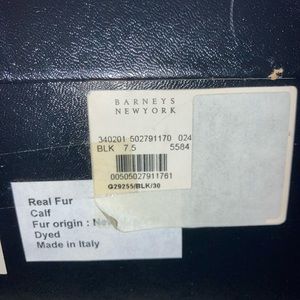 BARNEYS
NEWYORK
340201 502791170 024
BLK 7.5 5584
00505027911761
G29255/BLK/30
Real Fur
Calf
Fur origin :
Dyed
Made in Italy